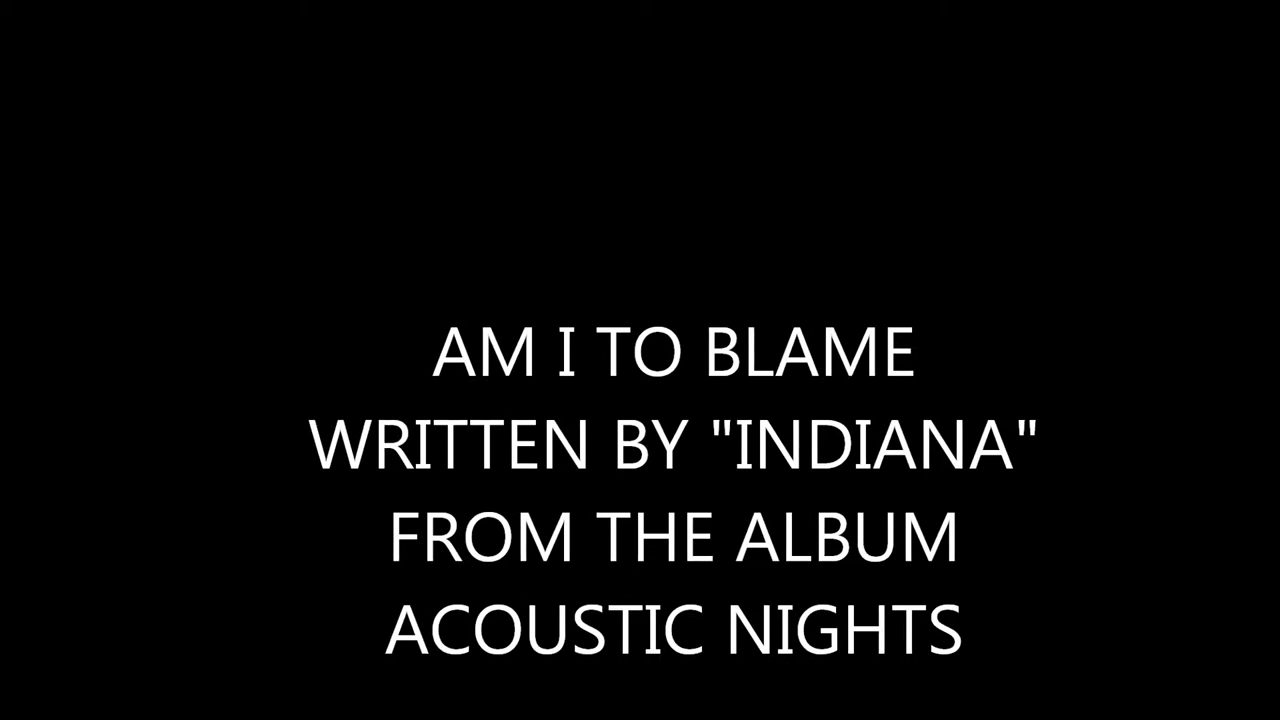 AM I TO BLAME
WRITTEN BY "INDIANA"
FROM THE ALBUM
ACOUSTIC NIGHTS